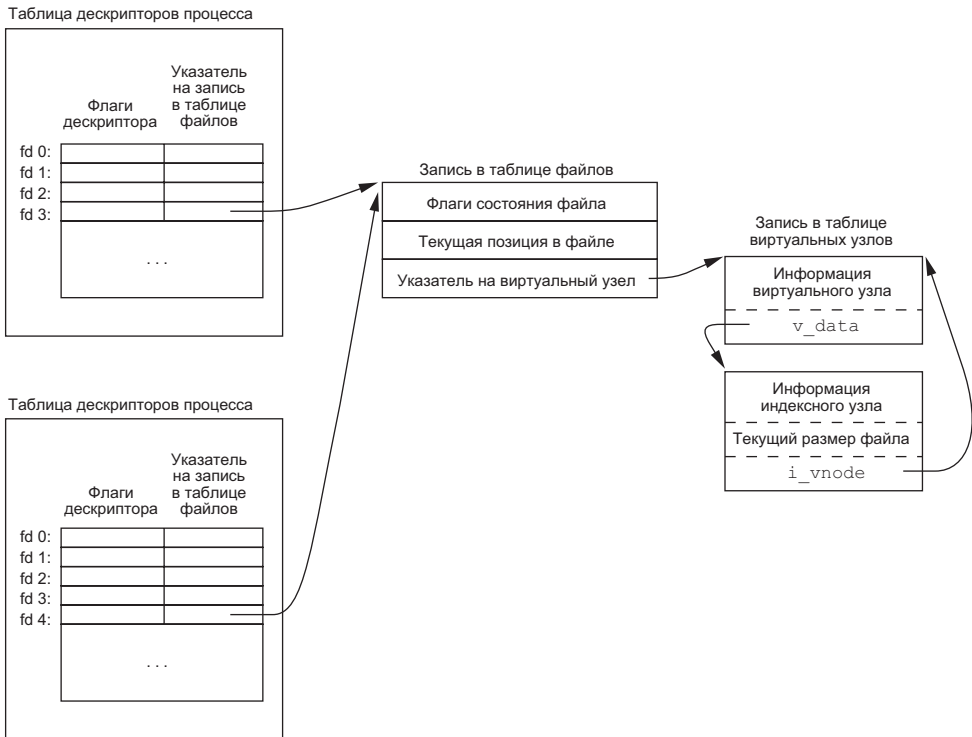 Таблица дескрипторов процесса
Флаги
дескриптора
Указатель
на запись
в таблице
файлов
fd 0:
fd 1:
fd 2:
fd 3:
. . .
Запись в таблице файлов
Флаги состояния файла
Текущая позиция в файле
Указатель на виртуальный узел
Запись в таблице
виртуальных узлов
Информация
виртуального узла
v_data
Информация
индексного узла
Текущий размер файла
i_vnode
Таблица дескрипторов процесса
Флаги
дескриптора
Указатель
на запись
в таблице
файлов
fd 0:
fd 1:
fd 2:
fd 3:
fd 4:
. . .